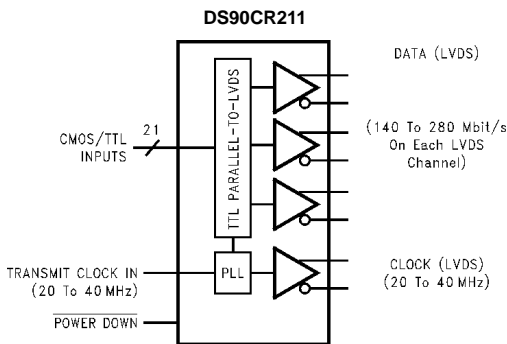 DS90CR211
DATA (LVDS)
TTL PARALLEL-TO-LVDS
21
CMOS/TTL
INPUTS
(140 To 280 Mbit/s
On Each LVDS
Channel)
PLL
TRANSMIT CLOCK IN
(20 To 40 MHz)
CLOCK (LVDS)
(20 To 40 MHz)
POWER DOWN